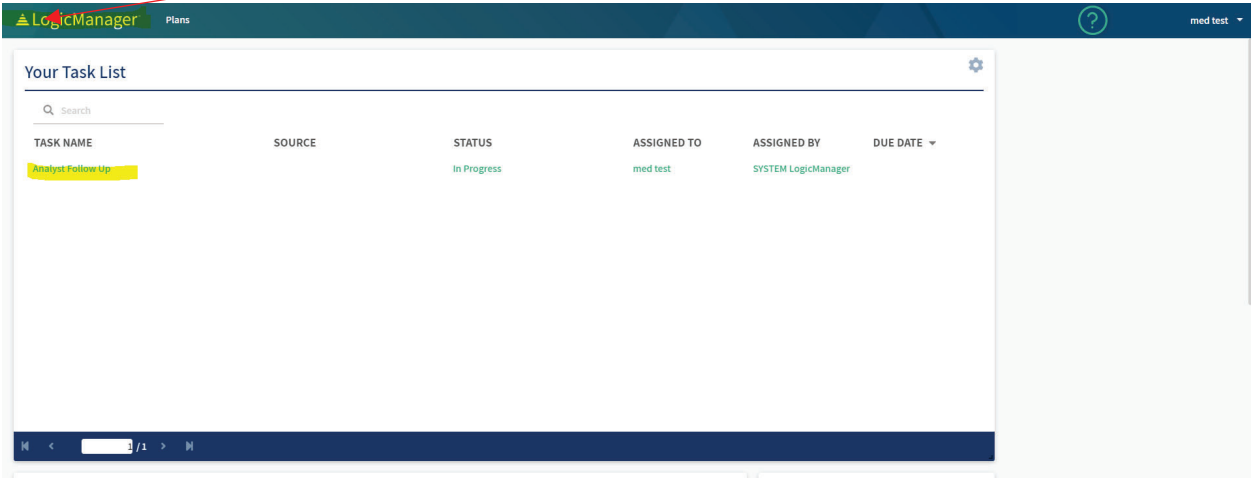 LogicManager Plans ? med test
Your Task List
Search
TASK NAME SOURCE STATUS ASSIGNED TO ASSIGNED BY DUE DATE
Analyst Follow Up In Progress med test SYSTEM LogicManager
1 / 1